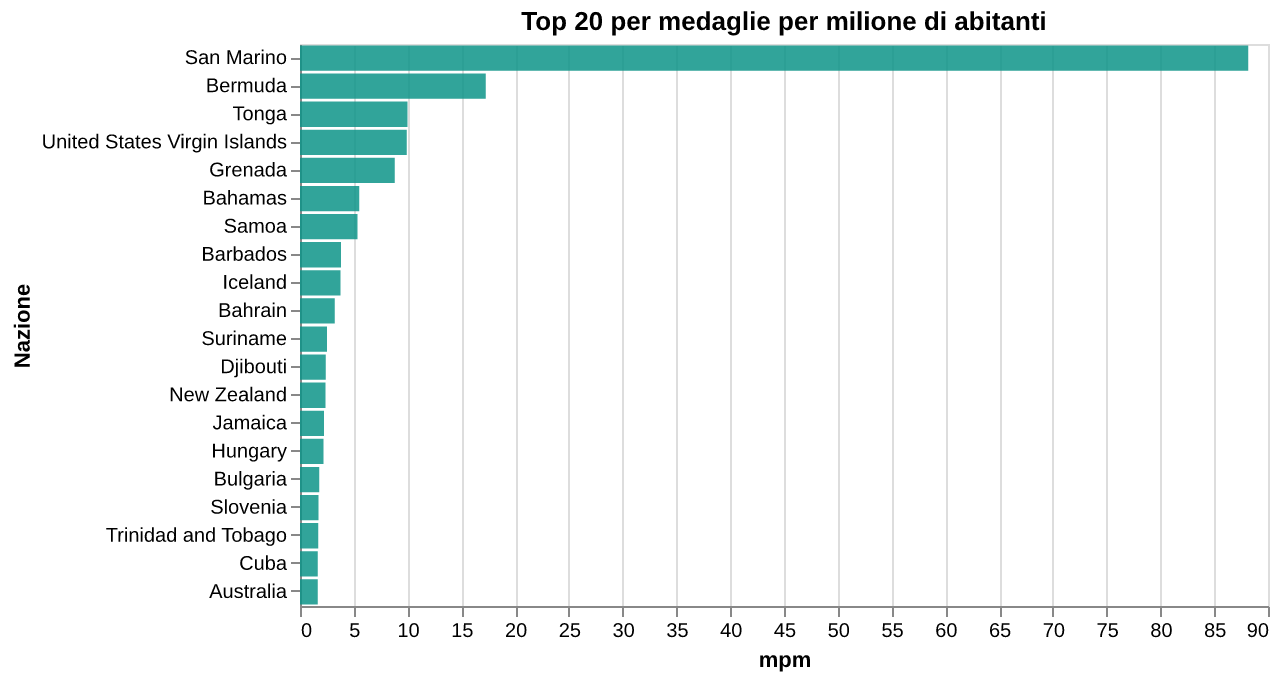 Top 20 per medaglie per milione di abitanti
Nazione
San Marino
Bermuda
Tonga
United States Virgin Islands
Grenada
Bahamas
Samoa
Barbados
Iceland
Bahrain
Suriname
Djibouti
New Zealand
Jamaica
Hungary
Bulgaria
Slovenia
Trinidad and Tobago
Cuba
Australia
0 5 10 15 20 25 30 35 40 45 50 55 60 65 70 75 80 85 90
mpm